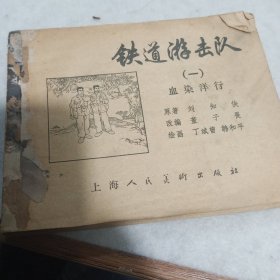 铁道游击队
(一)
血染洋行
原著 刘知侠
改编 董子畏
绘画 丁斌曾 韩和平
上海人民美術出版社